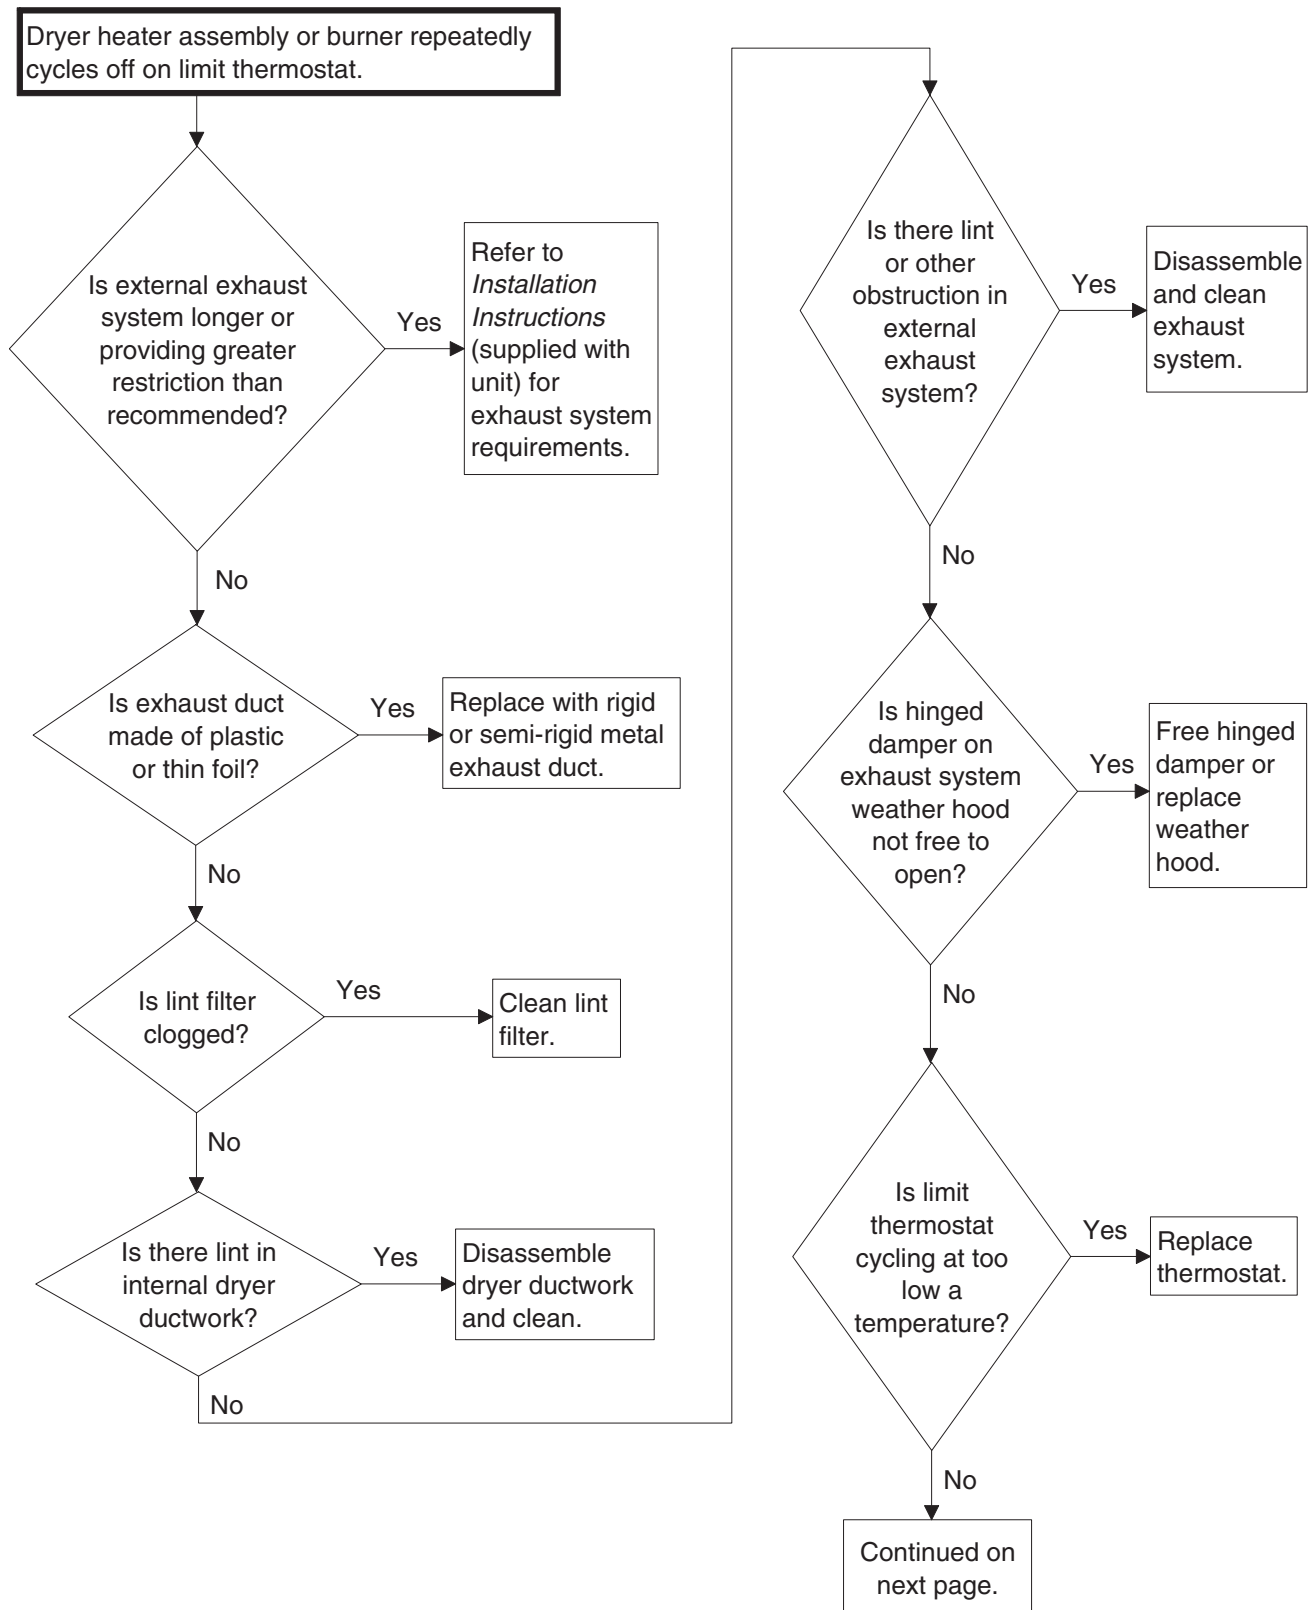 Dryer heater assembly or burner repeatedly
cycles off on limit thermostat.
Is external exhaust
system longer or
providing greater
restriction than
recommended?
Yes
Refer to
Installation
Instructions
(supplied with
unit) for
exhaust system
requirements.
No
Is exhaust duct
made of plastic
or thin foil?
Yes
Replace with rigid
or semi-rigid metal
exhaust duct.
No
Is lint filter
clogged?
Yes
Clean lint
filter.
No
Is there lint in
internal dryer
ductwork?
Yes
Disassemble
dryer ductwork
and clean.
No
Is there lint
or other
obstruction in
external
exhaust
system?
Yes
Disassemble
and clean
exhaust
system.
No
Is hinged
damper on
exhaust system
weather hood
not free to
open?
Yes
Free hinged
damper or
replace
weather
hood.
No
Is limit
thermostat
cycling at too
low a
temperature?
Yes
Replace
thermostat.
No
Continued on
next page.